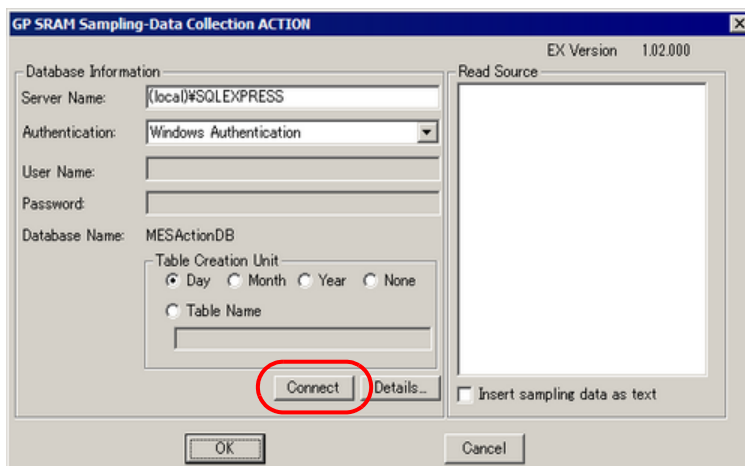 GP SRAM Sampling-Data Collection ACTION
EX Version 1.02.000
Database Information
Server Name: (local)¥SQLEXPRESS
Authentication: Windows Authentication
User Name:
Password:
Database Name: MESActionDB
Table Creation Unit
Day Month Year None
Table Name
Connect Details...
Read Source
Insert sampling data as text
OK Cancel